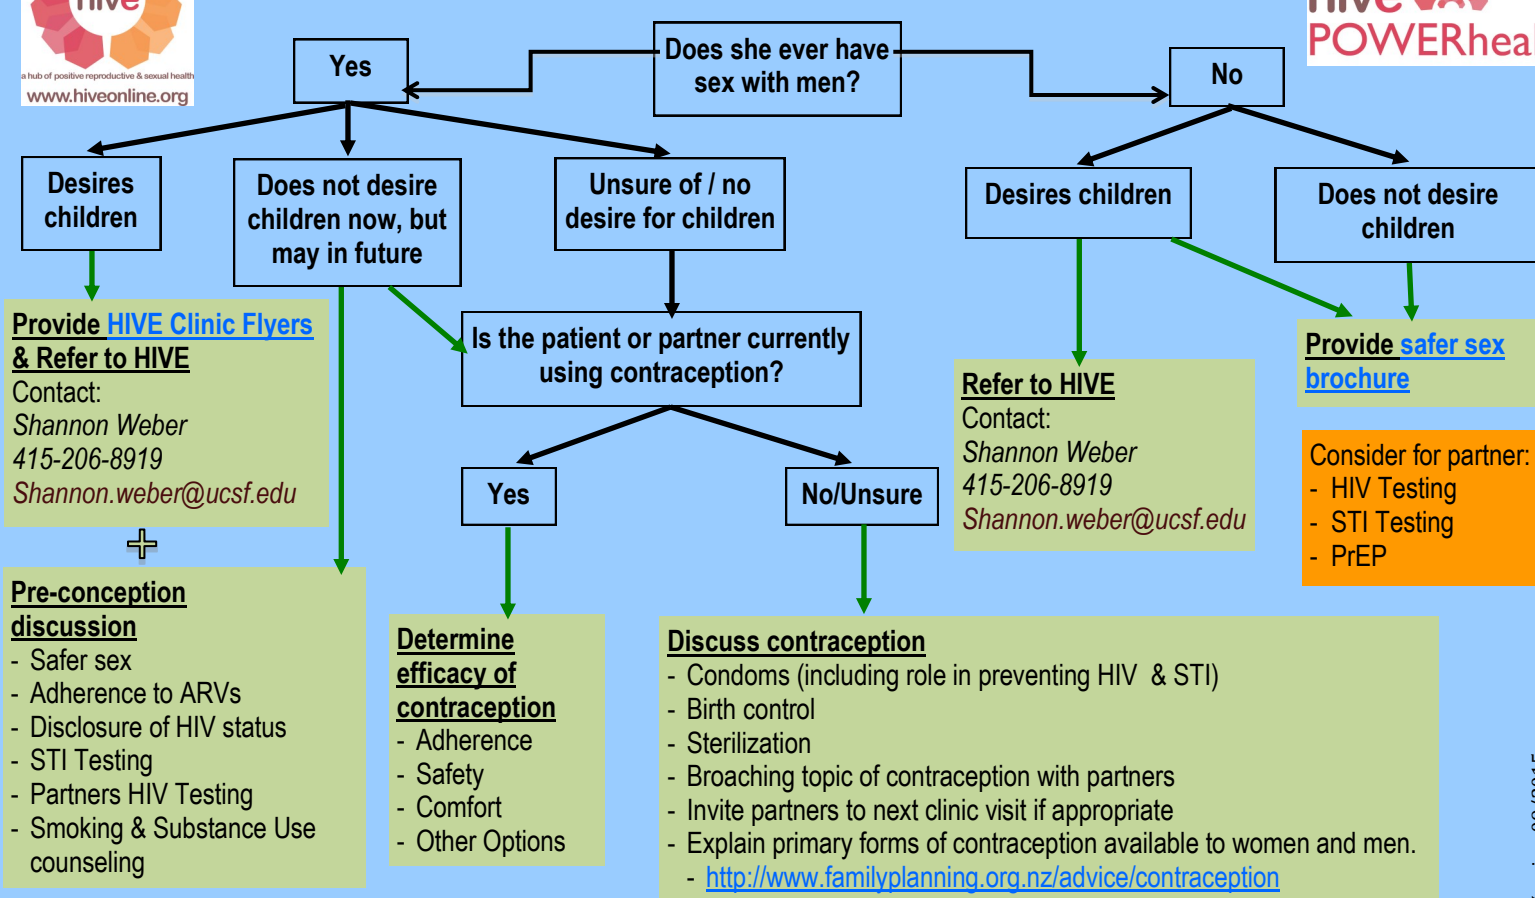 hive
a hub of positive reproductive & sexual health
www.hiveonline.org
Does she ever have
sex with men?
Yes
No
POWERheal
Desires
children
Does not desire
children now, but
may in future
Unsure of / no
desire for children
Desires children
Does not desire
children
Provide HIVE Clinic Flyers
& Refer to HIVE
Contact:
Shannon Weber
415-206-8919
Shannon.weber@ucsf.edu
+
Pre-conception
discussion
- Safer sex
- Adherence to ARVs
- Disclosure of HIV status
- STI Testing
- Partners HIV Testing
- Smoking & Substance Use
counseling
Is the patient or partner currently
using contraception?
Yes
No/Unsure
Determine
efficacy of
contraception
- Adherence
- Safety
- Comfort
- Other Options
Discuss contraception
- Condoms (including role in preventing HIV & STI)
- Birth control
- Sterilization
- Broaching topic of contraception with partners
- Invite partners to next clinic visit if appropriate
- Explain primary forms of contraception available to women and men.
- http://www.familyplanning.org.nz/advice/contraception
Refer to HIVE
Contact:
Shannon Weber
415-206-8919
Shannon.weber@ucsf.edu
Provide safer sex
brochure
Consider for partner:
- HIV Testing
- STI Testing
- PrEP